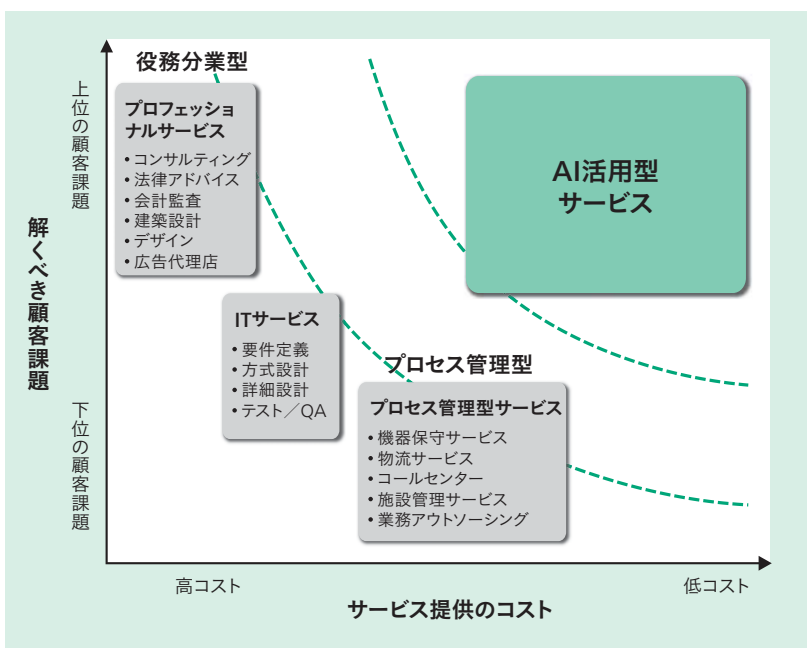 役務分業型
プロフェッショ
ナルサービス
• コンサルティング
• 法律アドバイス
• 会計監査
• 建築設計
• デザイン
• 広告代理店
AI活用型
サービス
ITサービス
• 要件定義
• 方式設計
• 詳細設計
• テスト／QA
プロセス管理型
プロセス管理型サービス
• 機器保守サービス
• 物流サービス
• コールセンター
• 施設管理サービス
• 業務アウトソーシング
上位の顧客課題
解くべき顧客課題
下位の顧客課題
高コスト
低コスト
サービス提供のコスト